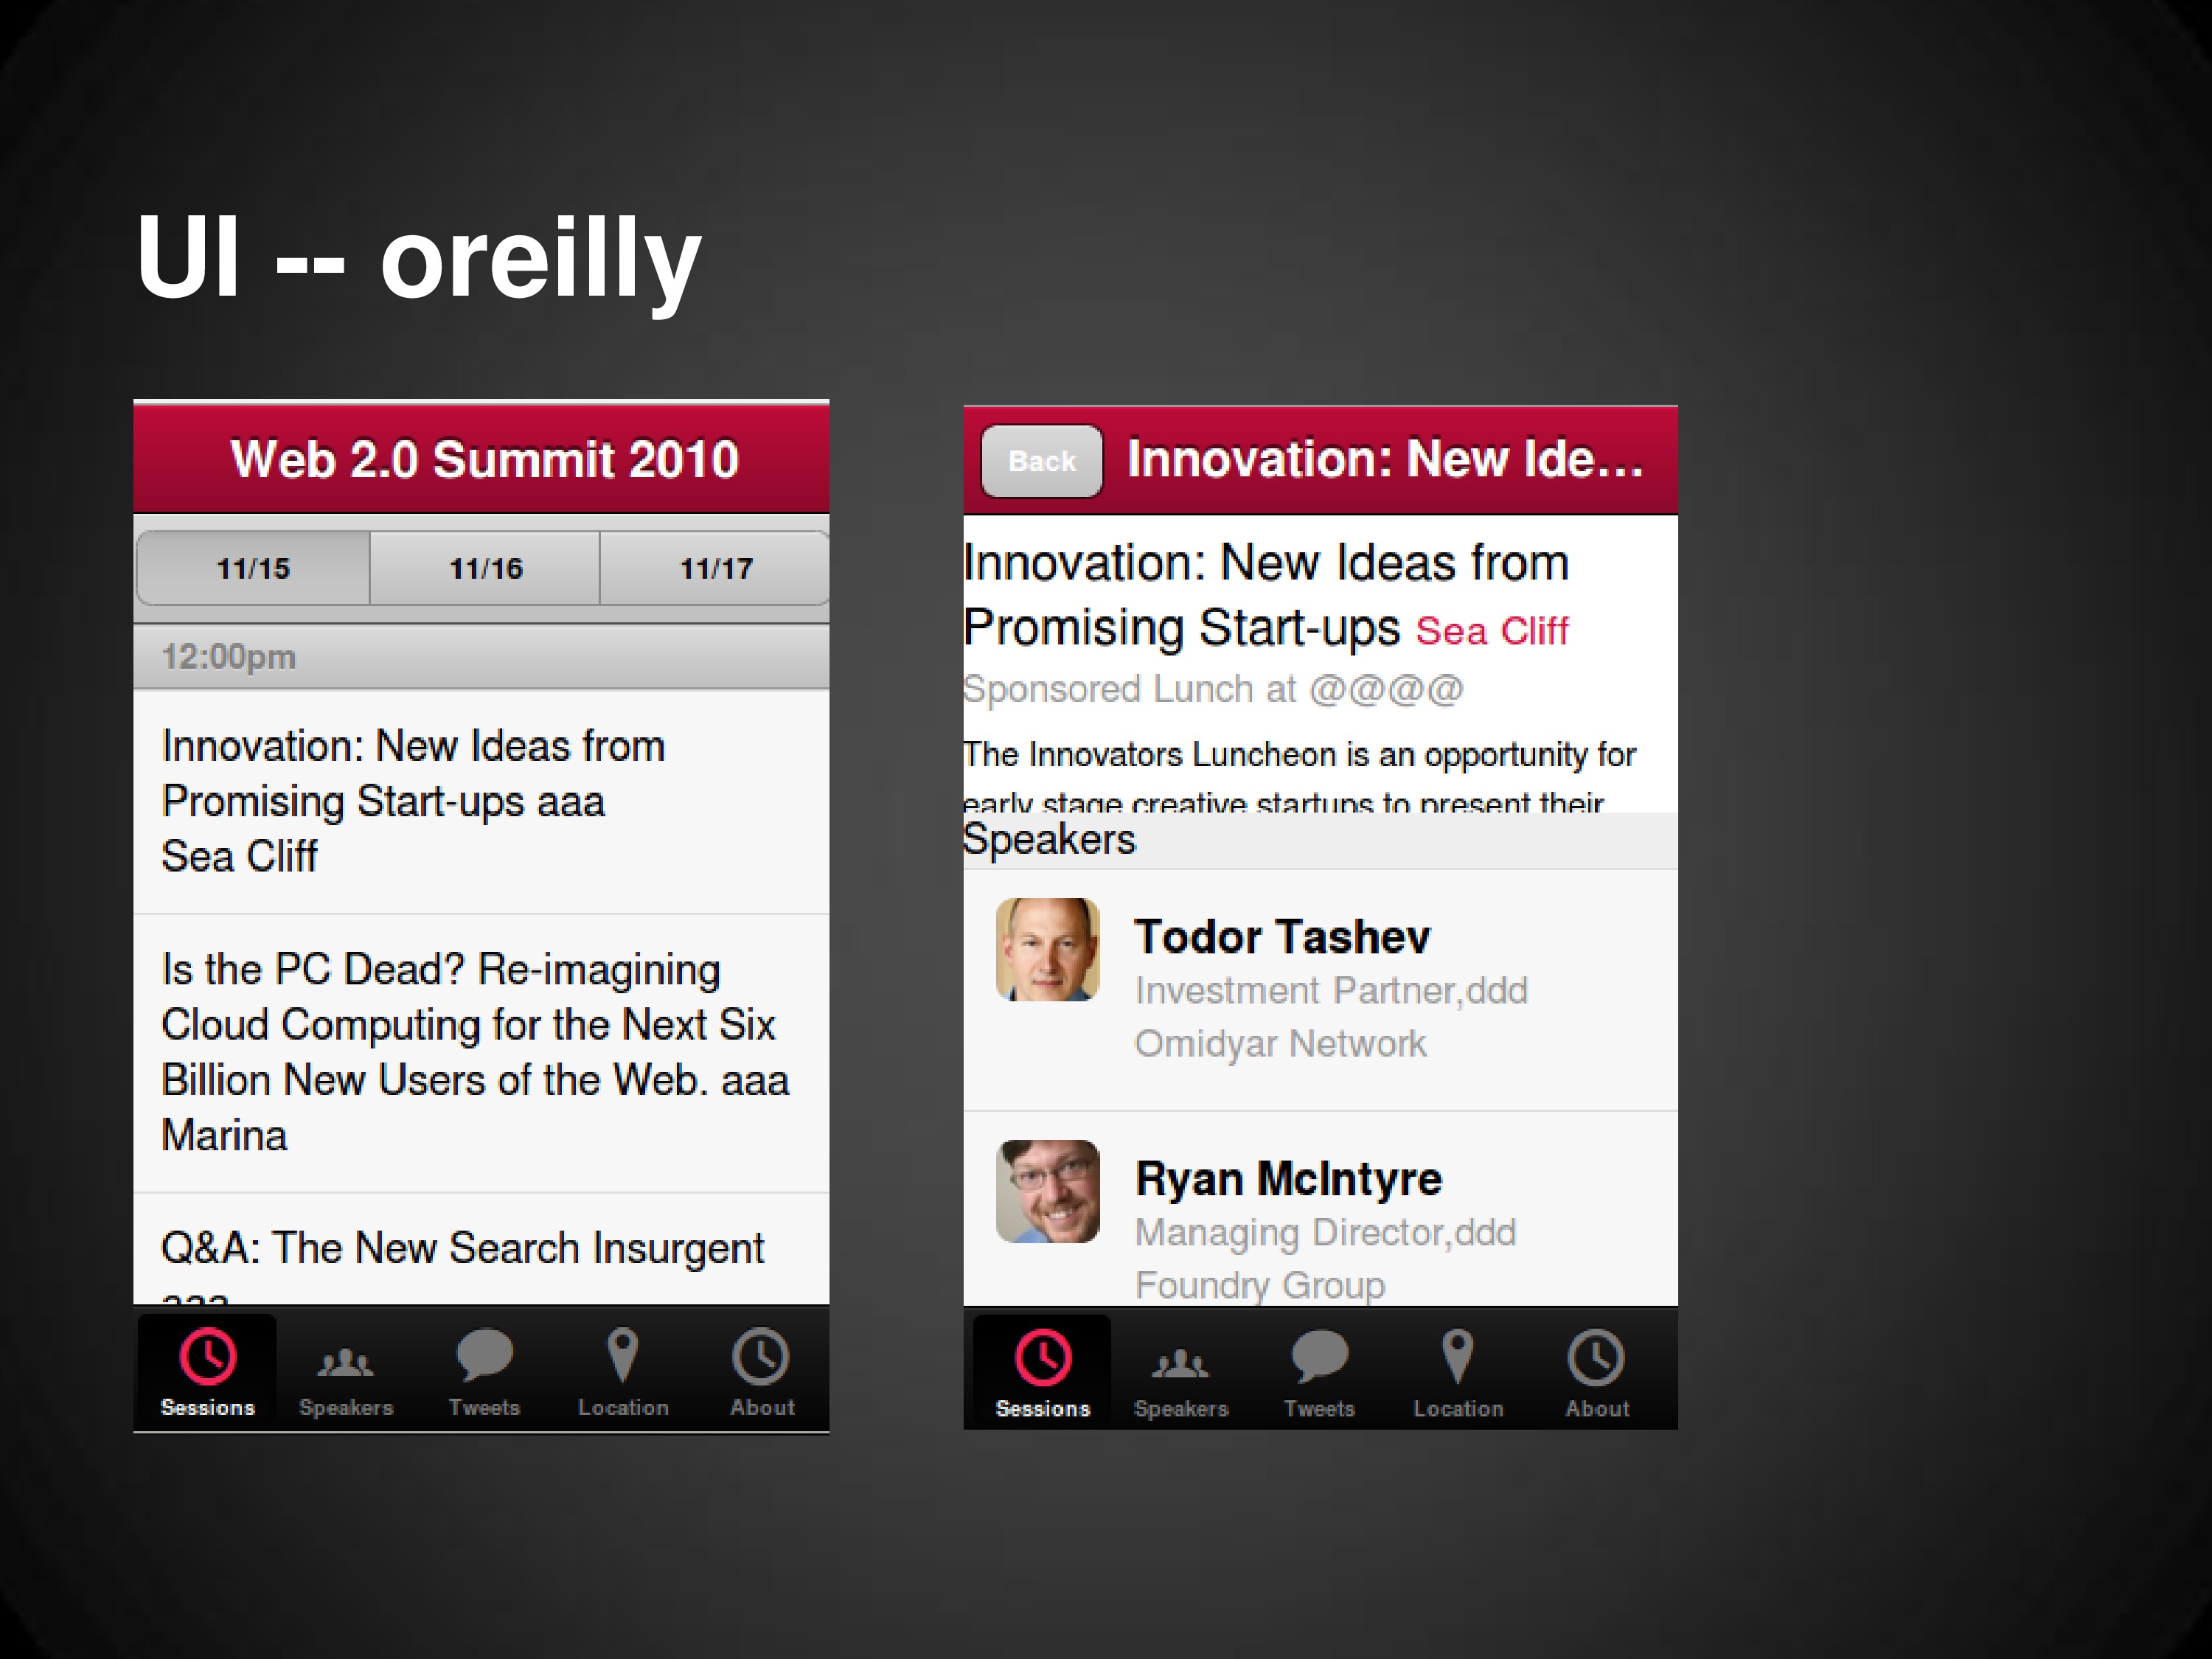 UI -- oreilly
Web 2.0 Summit 2010
11/15 11/16 11/17
12:00pm
Innovation: New Ideas from
Promising Start-ups aaa
Sea Cliff
Is the PC Dead? Re-imagining
Cloud Computing for the Next Six
Billion New Users of the Web. aaa
Marina
Q&A: The New Search Insurgent
aaa
Sessions Speakers Tweets Location About
Back Innovation: New Ide...
Innovation: New Ideas from
Promising Start-ups Sea Cliff
Sponsored Lunch at @@@@
The Innovators Luncheon is an opportunity for
early stage creative startups to present their
Speakers
Todor Tashev
Investment Partner,ddd
Omidyar Network
Ryan McIntyre
Managing Director,ddd
Foundry Group
Sessions Speakers Tweets Location About